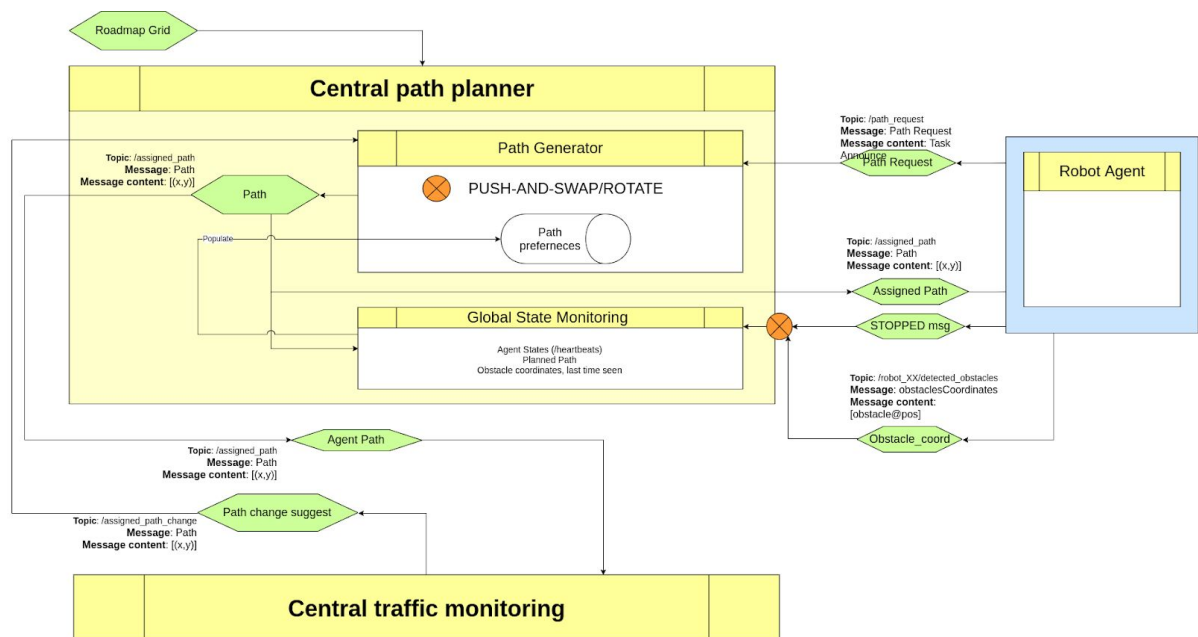 Roadmap Grid
Central path planner
Topic: /assigned_path
Message: Path
Message content: [(x,y)]
Path
Path Generator
PUSH-AND-SWAP/ROTATE
Path
preferneces
Populate
Topic: /path_request
Message: Path Request
Message content: Task
Announce
Path Request
Robot Agent
Topic: /assigned_path
Message: Path
Message content: [(x,y)]
Assigned Path
Global State Monitoring
Agent States (/heartbeats)
Planned Path
Obstacle coordinates, last time seen
STOPPED msg
Topic: /robot_XX/detected_obstacles
Message: obstaclesCoordinates
Message content:
[obstacle@pos]
Obstacle_coord
Agent Path
Topic: /assigned_path
Message: Path
Message content: [(x,y)]
Path change suggest
Topic: /assigned_path_change
Message: Path
Message content: [(x,y)]
Central traffic monitoring